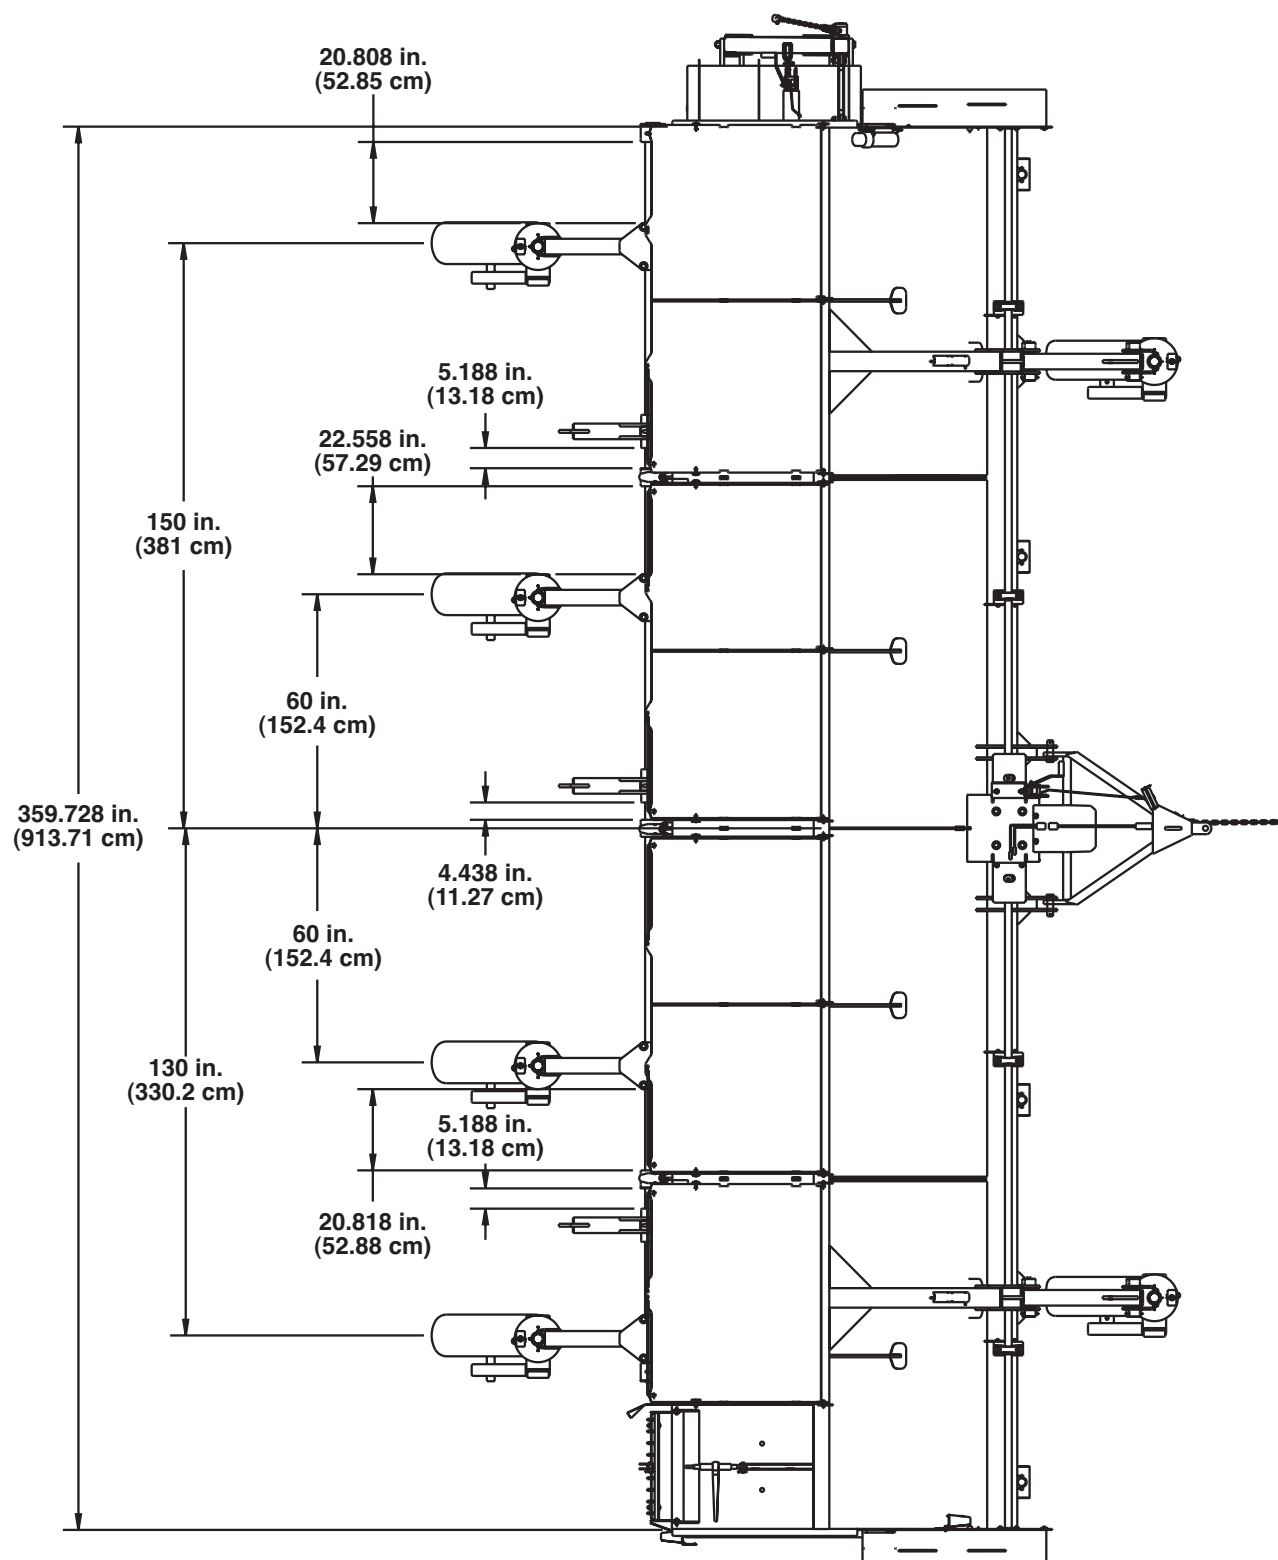 20.808 in.
(52.85 cm)
5.188 in.
(13.18 cm)
22.558 in.
(57.29 cm)
150 in.
(381 cm)
60 in.
(152.4 cm)
359.728 in.
(913.71 cm)
4.438 in.
(11.27 cm)
60 in.
(152.4 cm)
130 in.
(330.2 cm)
5.188 in.
(13.18 cm)
20.818 in.
(52.88 cm)